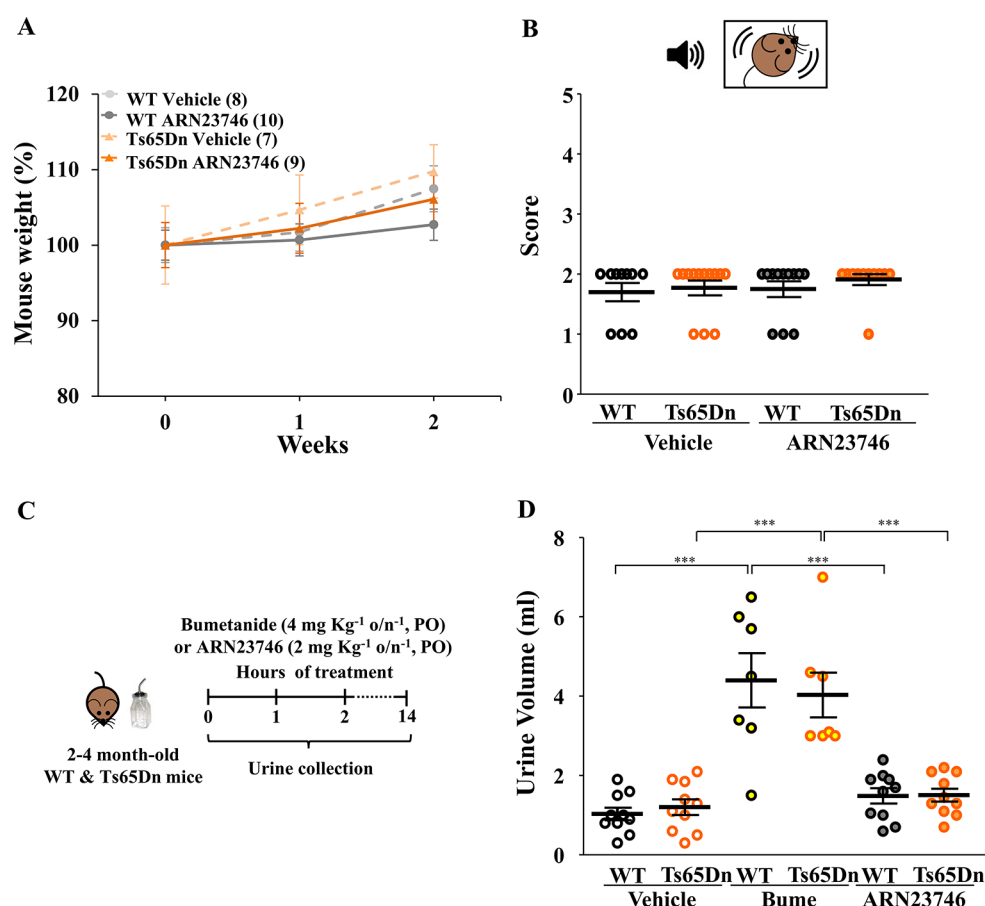 A
120
110
100
90
80
Mouse weight (%)
WT Vehicle (8)
WT ARN23746 (10)
Ts65Dn Vehicle (7)
Ts65Dn ARN23746 (9)
0 1 2
Weeks
B
5
4
3
2
1
0
Score
WT Ts65Dn WT Ts65Dn
Vehicle ARN23746
C
Bumetanide (4 mg Kg⁻¹ o/n⁻¹, PO)
or ARN23746 (2 mg Kg⁻¹ o/n⁻¹, PO)
Hours of treatment
0 1 2 14
Urine collection
2-4 month-old
WT & Ts65Dn mice
D
8
6
4
2
0
Urine Volume (ml)
*** ***
*** ***
WT Ts65Dn WT Ts65Dn WT Ts65Dn
Vehicle Bume ARN23746